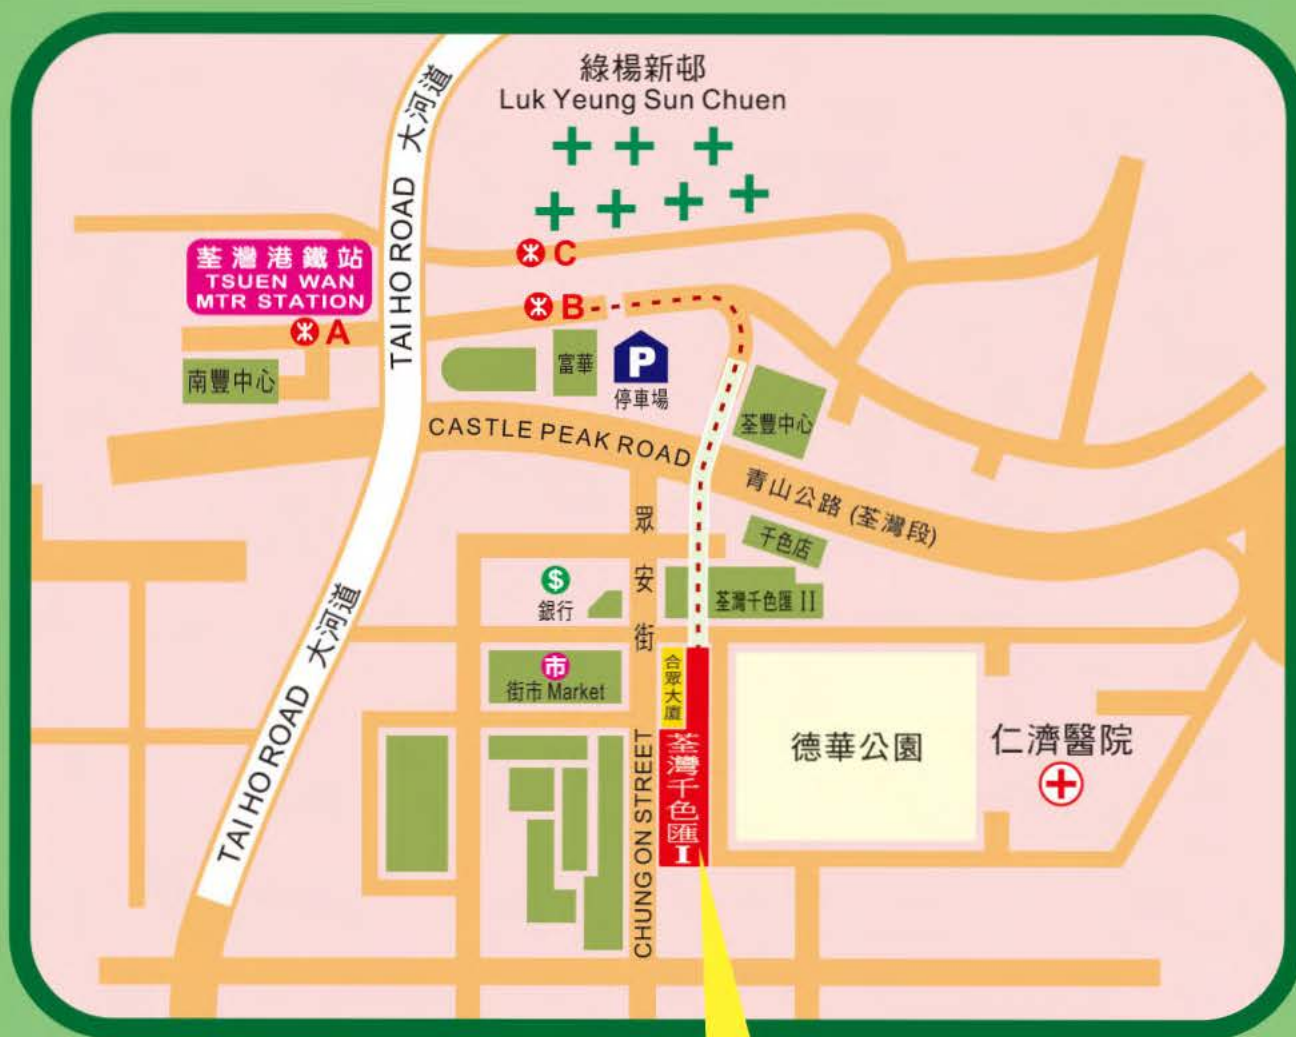 綠楊新邨
Luk Yeung Sun Chuen
TAI HO ROAD 大河道
荃灣港鐵站
TSUEN WAN
MTR STATION
A
B
C
南豐中心
富華
P
停車場
荃豐中心
CASTLE PEAK ROAD
青山公路 (荃灣段)
千色店
眾安街
$
銀行
荃灣千色匯 II
市
街市 Market
合眾大廈
荃灣千色匯 I
德華公園
仁濟醫院
CHUNG ON STREET
TAI HO ROAD 大河道